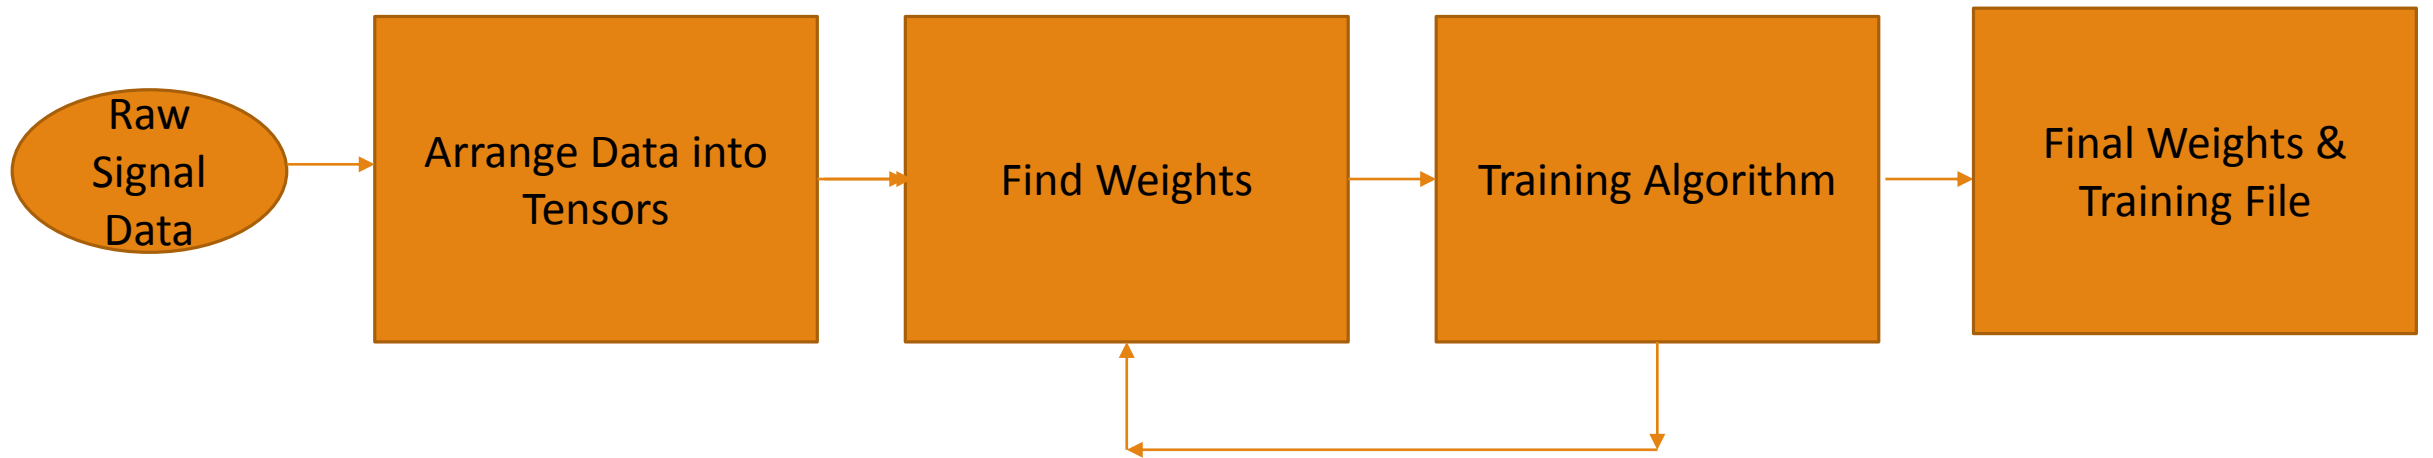 Raw
Signal
Data
Arrange Data into
Tensors
Find Weights
Training Algorithm
Final Weights &
Training File